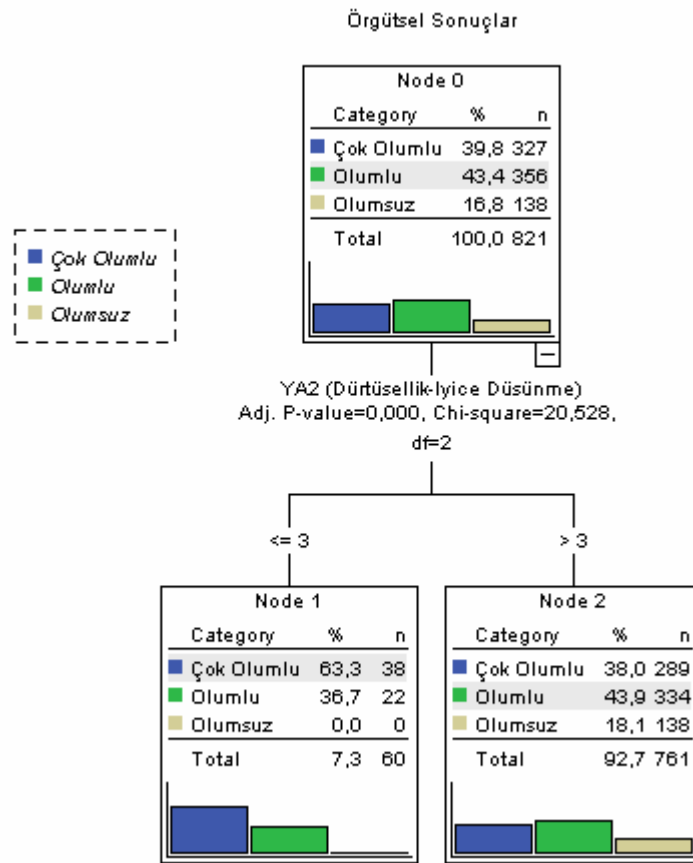 Örgütsel Sonuçlar
Node 0
Category % n
Çok Olumlu 39,8 327
Olumlu 43,4 356
Olumsuz 16,8 138
Total 100,0 821
Çok Olumlu
Olumlu
Olumsuz
YA2 (Dürtüsellik-Iyice Düsünme)
Adj. P-value=0,000, Chi-square=20,528,
df=2
<= 3
> 3
Node 1
Category % n
Çok Olumlu 63,3 38
Olumlu 36,7 22
Olumsuz 0,0 0
Total 7,3 60
Node 2
Category % n
Çok Olumlu 38,0 289
Olumlu 43,9 334
Olumsuz 18,1 138
Total 92,7 761